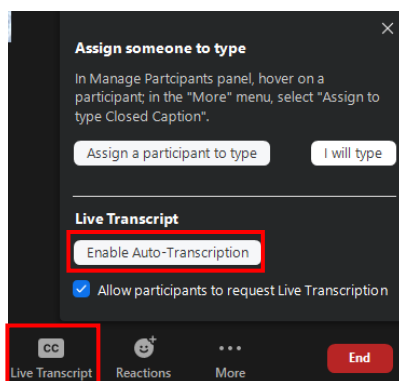 Assign someone to type
In Manage Partcipants panel, hover on a
participant; in the "More" menu, select "Assign to
type Closed Caption".
Assign a participant to type
I will type
Live Transcript
Enable Auto-Transcription
Allow participants to request Live Transcription
CC
Live Transcript
Reactions
More
End